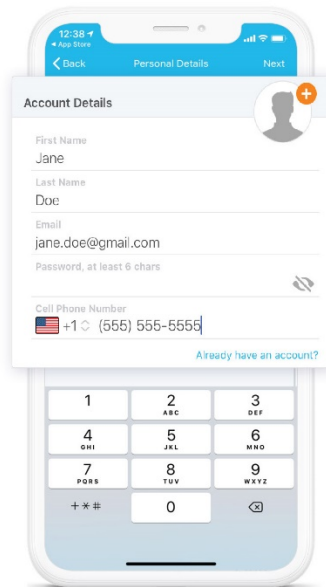 12:38
App Store
Back Personal Details Next
Account Details
First Name
Jane
Last Name
Doe
Email
jane.doe@gmail.com
Password, at least 6 chars
Cell Phone Number
+1 (555) 555-5555
Already have an account?
1 2 3
ABC DEF
4 5 6
GHI JKL MNO
7 8 9
PQRS TUV WXYZ
+ * # 0